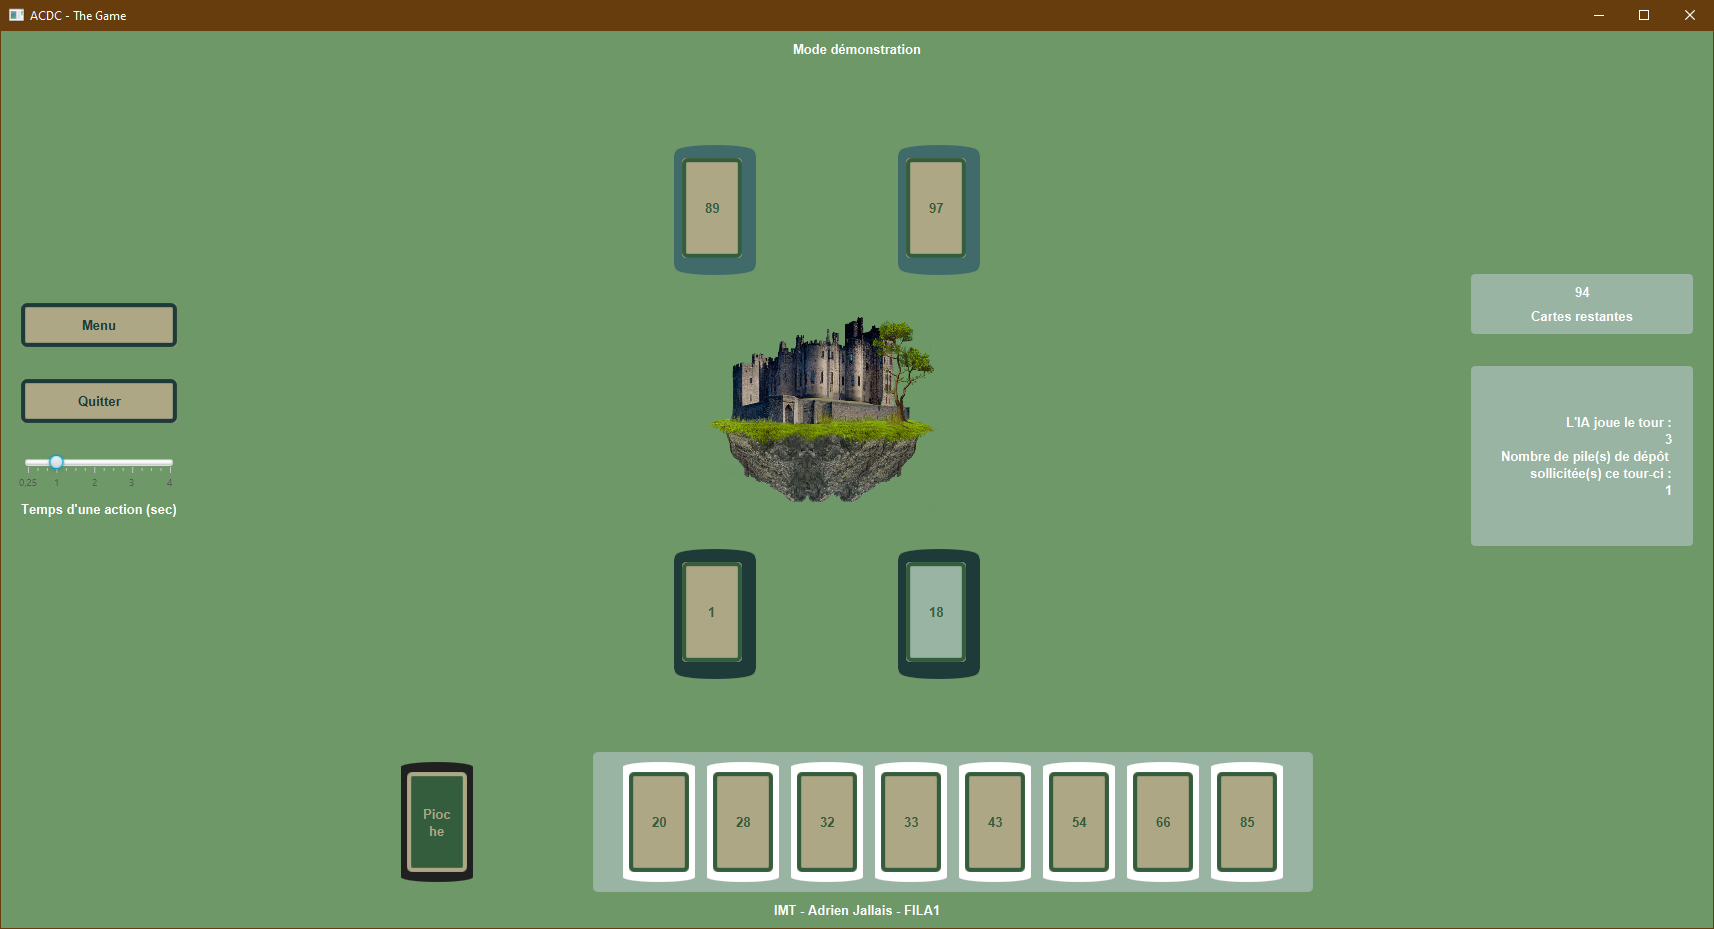 ACDC - The Game
Mode démonstration
89
97
Menu
Quitter
0,25 1 2 3 4
Temps d'une action (sec)
94
Cartes restantes
L'IA joue le tour :
3
Nombre de pile(s) de dépôt
sollicitée(s) ce tour-ci :
1
1
18
Pioc
he
20
28
32
33
43
54
66
85
IMT - Adrien Jallais - FILA1